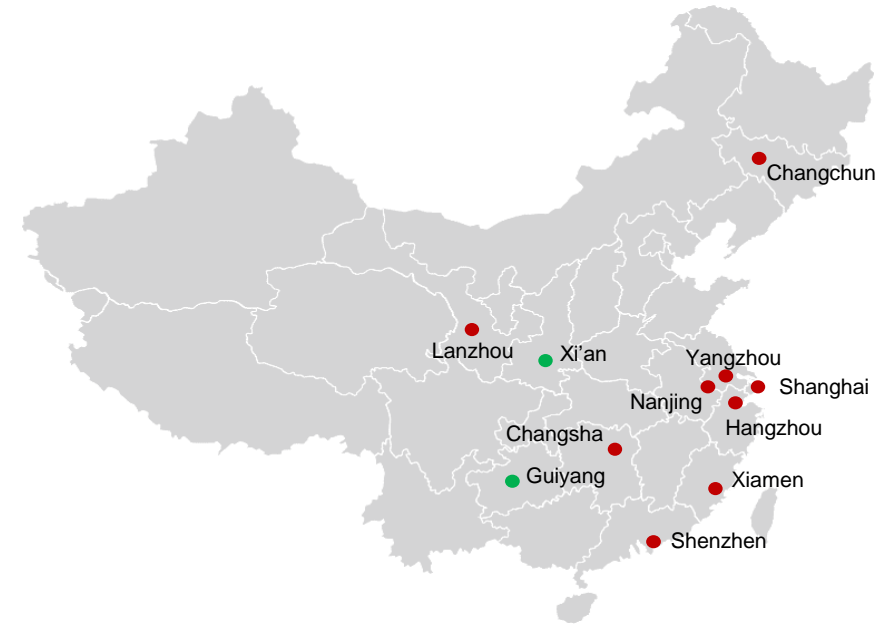 Changchun
Lanzhou
Xi’an
Yangzhou
Nanjing
Shanghai
Hangzhou
Changsha
Guiyang
Xiamen
Shenzhen